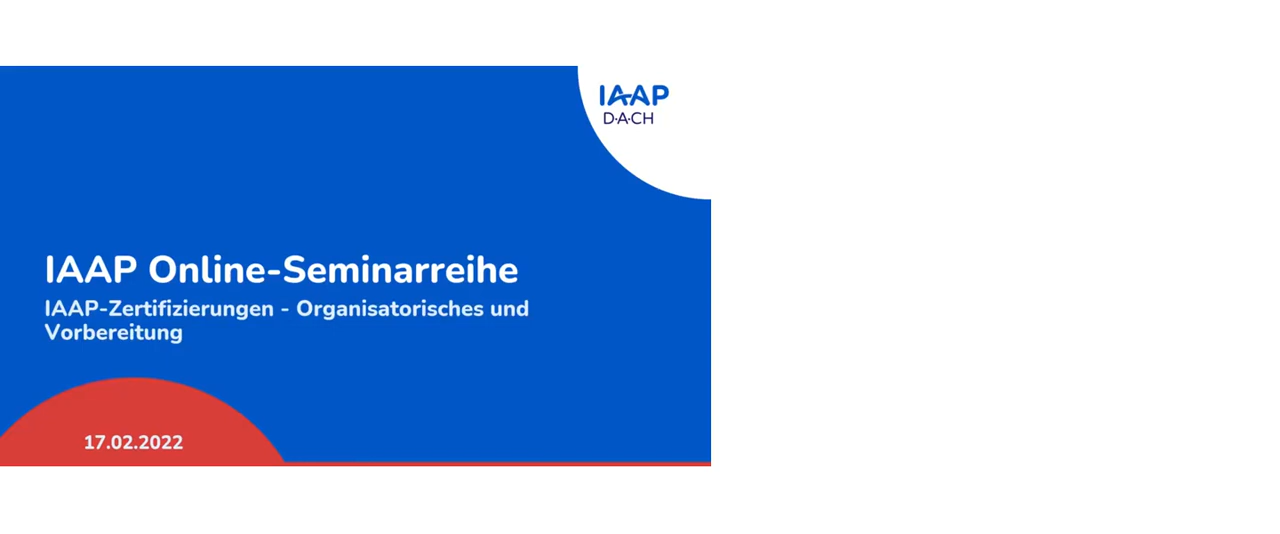 IAAP
D·A·CH
IAAP Online-Seminarreihe
IAAP-Zertifizierungen - Organisatorisches und
Vorbereitung
17.02.2022